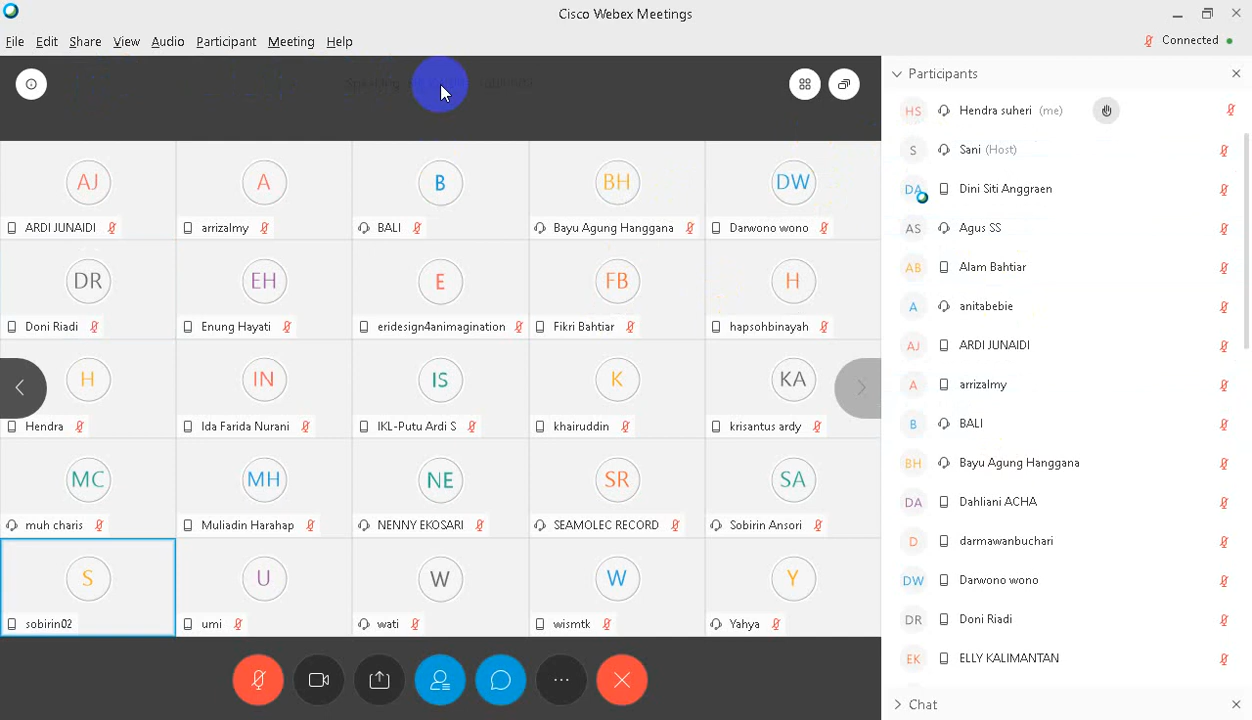 Cisco Webex Meetings
File Edit Share View Audio Participant Meeting Help
Connected
AJ A B BH DW
ARDI JUNAIDI arrizalmy BALI Bayu Agung Hanggana Darwono wono
DR EH E FB H
Doni Riadi Enung Hayati eridesign4animagination Fikri Bahtiar hapsohbinayah
H IN IS K KA
Hendra Ida Farida Nurani IKL-Putu Ardi S khairuddin krisantus ardy
MC MH NE SR SA
muh charis Muliadin Harahap NENNY EKOSARI SEAMOLEC RECORD Sobirin Ansori
S U W W Y
sobirin02 umi wati wismtk Yahya
Participants
HS Hendra suheri (me)
S Sani (Host)
DA Dini Siti Anggraen
AS Agus SS
AB Alam Bahtiar
A anitabebie
AJ ARDI JUNAIDI
A arrizalmy
B BALI
BH Bayu Agung Hanggana
DA Dahliani ACHA
D darmawanbuchari
DW Darwono wono
DR Doni Riadi
EK ELLY KALIMANTAN
Chat